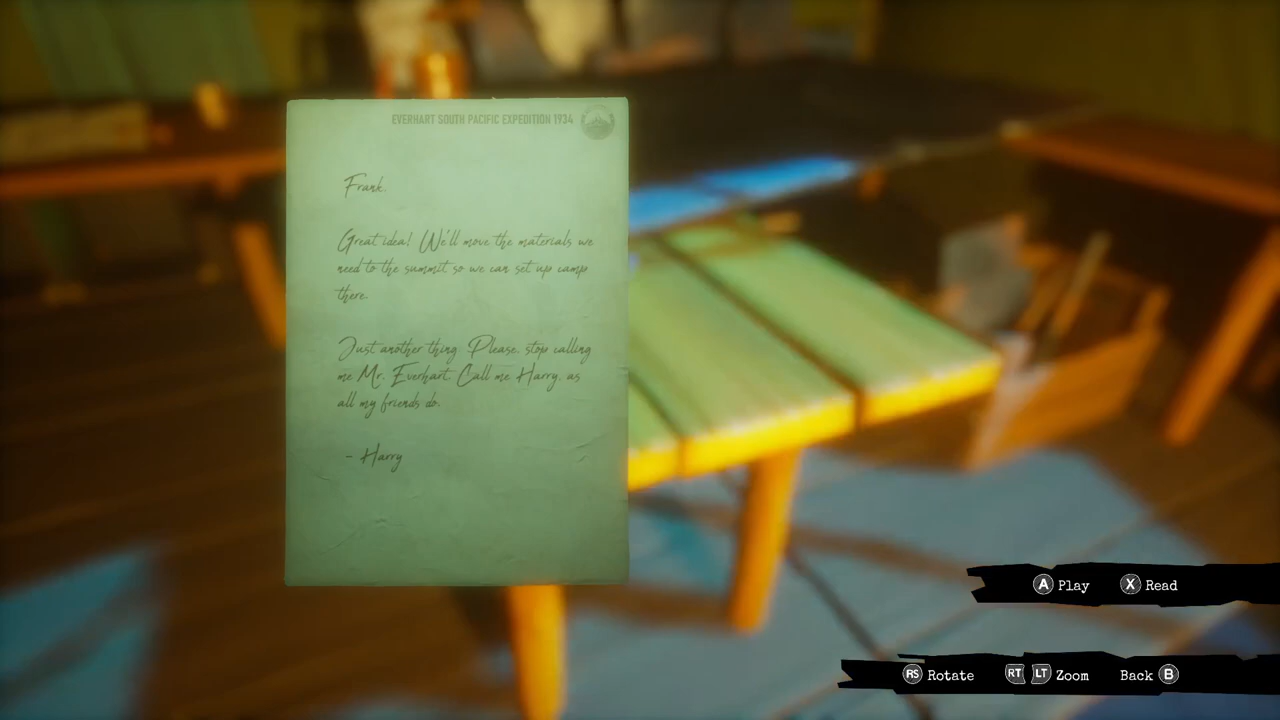 EVERHART SOUTH PACIFIC EXPEDITION 1934
Frank,
Great idea! We'll move the materials we
need to the summit so we can set up camp
there.
Just another thing. Please, stop calling
me Mr. Everhart. Call me Harry, as
all my friends do.
- Harry
A Play X Read
RS Rotate RT LT Zoom Back B